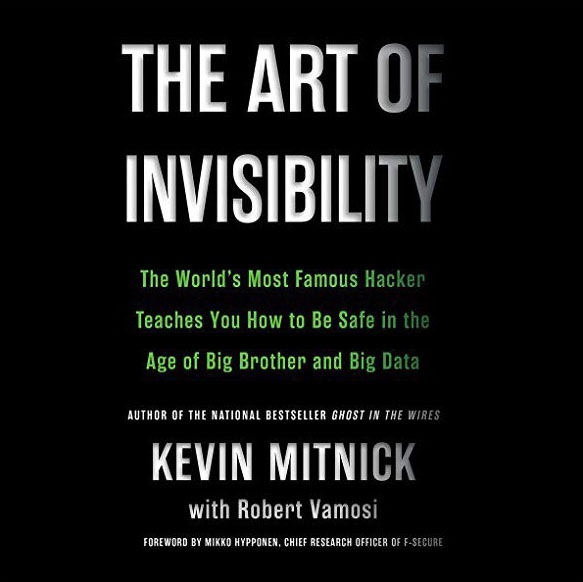 THE ART OF
INVISIBILITY
The World's Most Famous Hacker
Teaches You How to Be Safe in the
Age of Big Brother and Big Data
AUTHOR OF THE NATIONAL BESTSELLER GHOST IN THE WIRES
KEVIN MITNICK
with Robert Vamosi
FOREWORD BY MIKKO HYPPONEN, CHIEF RESEARCH OFFICER OF F-SECURE